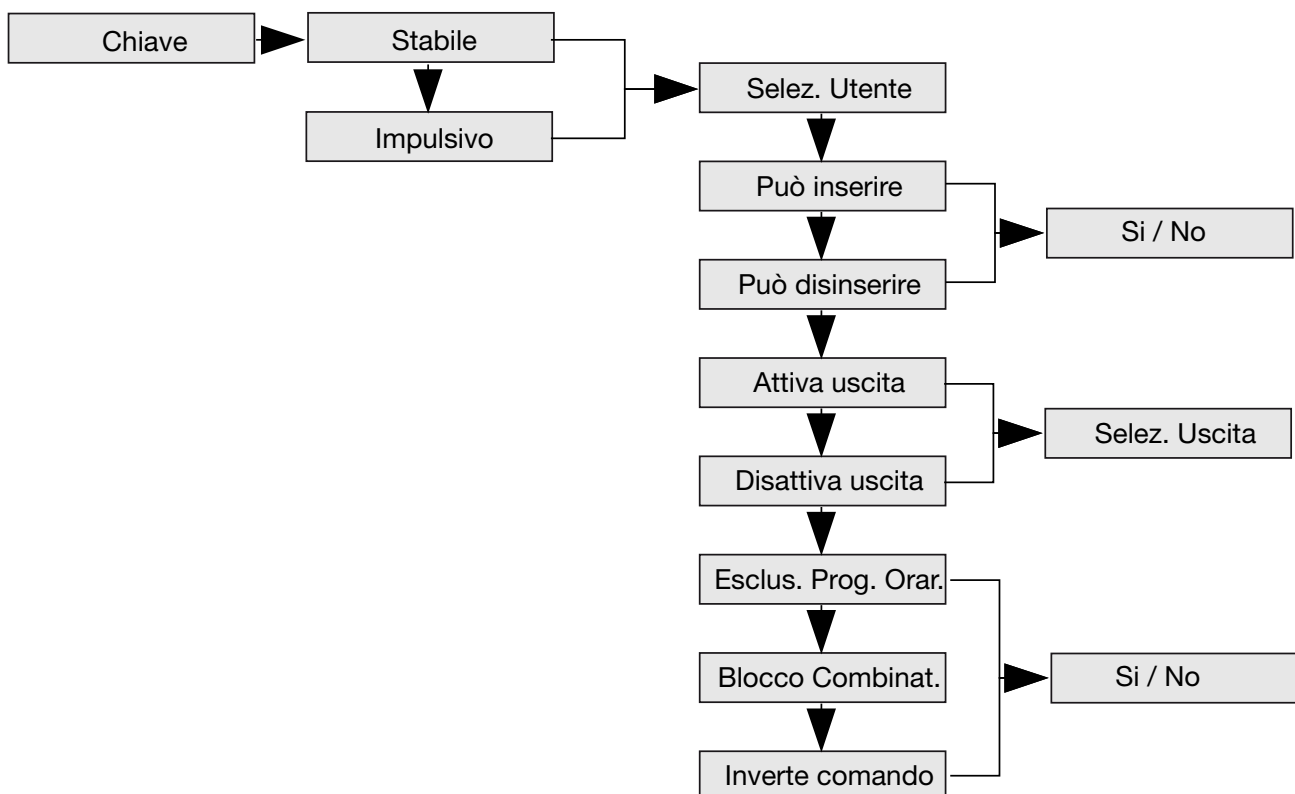 Chiave
Stabile
Impulsivo
Selez. Utente
Può inserire
Si / No
Può disinserire
Attiva uscita
Selez. Uscita
Disattiva uscita
Esclus. Prog. Orar.
Blocco Combinat.
Si / No
Inverte comando